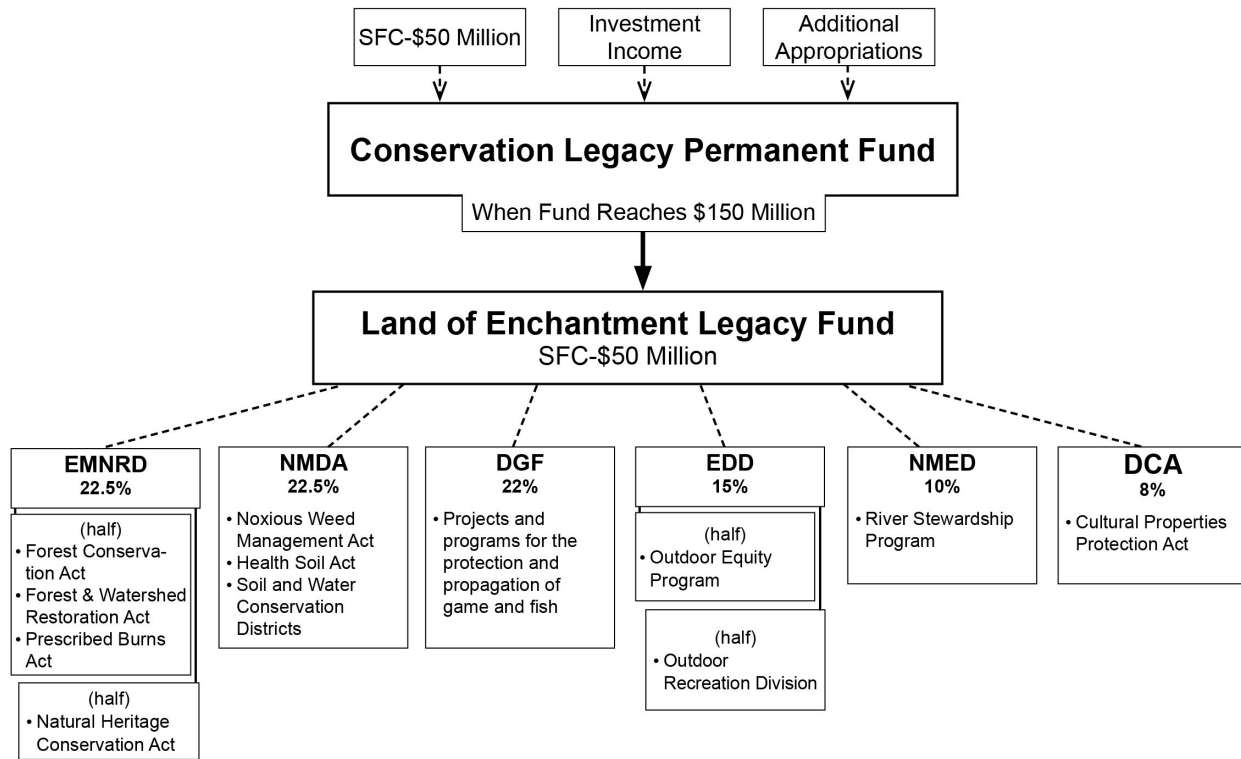 SFC-$50 Million
Investment
Income
Additional
Appropriations
Conservation Legacy Permanent Fund
When Fund Reaches $150 Million
Land of Enchantment Legacy Fund
SFC-$50 Million
EMNRD
22.5%
(half)
• Forest Conserva-
tion Act
• Forest & Watershed
Restoration Act
• Prescribed Burns
Act
(half)
• Natural Heritage
Conservation Act
NMDA
22.5%
• Noxious Weed
Management Act
• Health Soil Act
• Soil and Water
Conservation
Districts
DGF
22%
• Projects and
programs for the
protection and
propagation of
game and fish
EDD
15%
(half)
• Outdoor Equity
Program
(half)
• Outdoor
Recreation Division
NMED
10%
• River Stewardship
Program
DCA
8%
• Cultural Properties
Protection Act